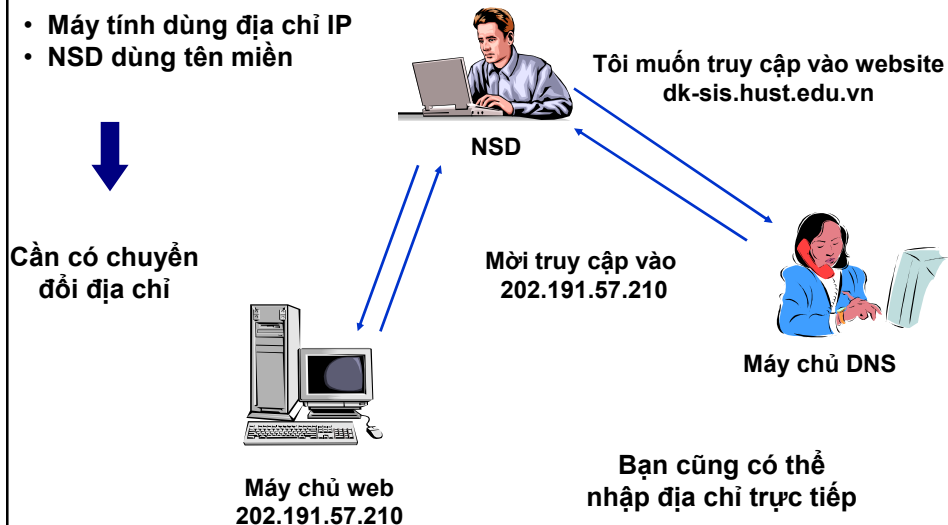 • Máy tính dùng địa chỉ IP
• NSD dùng tên miền
Tôi muốn truy cập vào website
dk-sis.hust.edu.vn
NSD
Cần có chuyển
đổi địa chỉ
Mời truy cập vào
202.191.57.210
Máy chủ DNS
Máy chủ web
202.191.57.210
Bạn cũng có thể
nhập địa chỉ trực tiếp